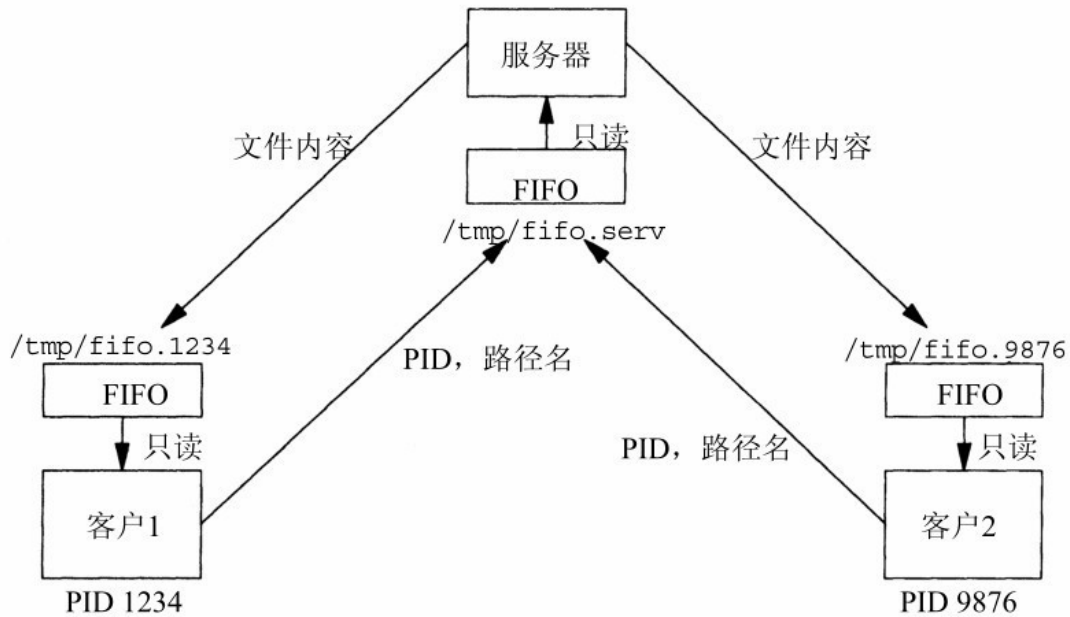 服务器
只读
文件内容
文件内容
FIFO
/tmp/fifo.serv
/tmp/fifo.1234
/tmp/fifo.9876
PID，路径名
FIFO
FIFO
只读
PID，路径名
只读
客户1
客户2
PID 1234
PID 9876